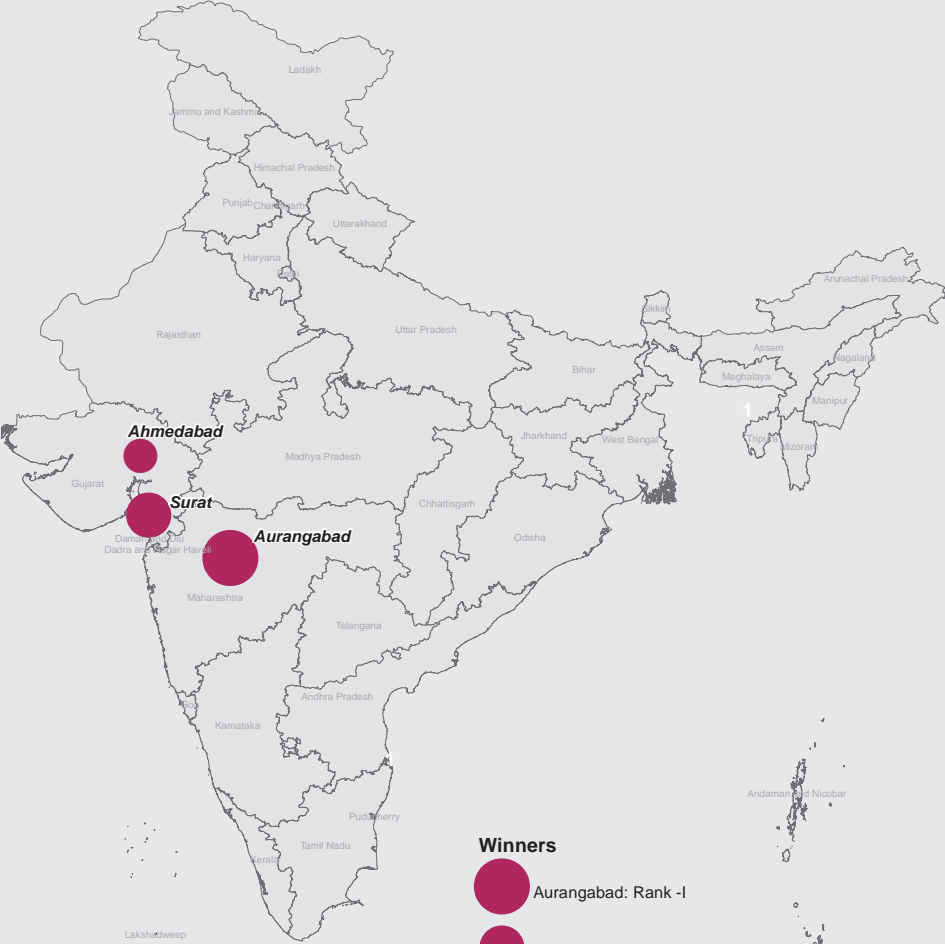 Ladakh
Jammu and Kashmir
Himachal Pradesh
Punjab
Chandigarh
Uttarakhand
Haryana
Delhi
Arunachal Pradesh
Sikkim
Rajasthan
Uttar Pradesh
Assam
Nagaland
Bihar
Meghalaya
Manipur
1
Ahmedabad
Jharkhand
West Bengal
Tripura
Mizoram
Madhya Pradesh
Gujarat
Surat
Chhattisgarh
Aurangabad
Odisha
Daman and Diu
Dadra and Nagar Haveli
Maharashtra
Telangana
Andhra Pradesh
Goa
Karnataka
1
Andaman and Nicobar
Puducherry
Tamil Nadu
Kerala
Winners
Aurangabad: Rank -I
Lakshadweep